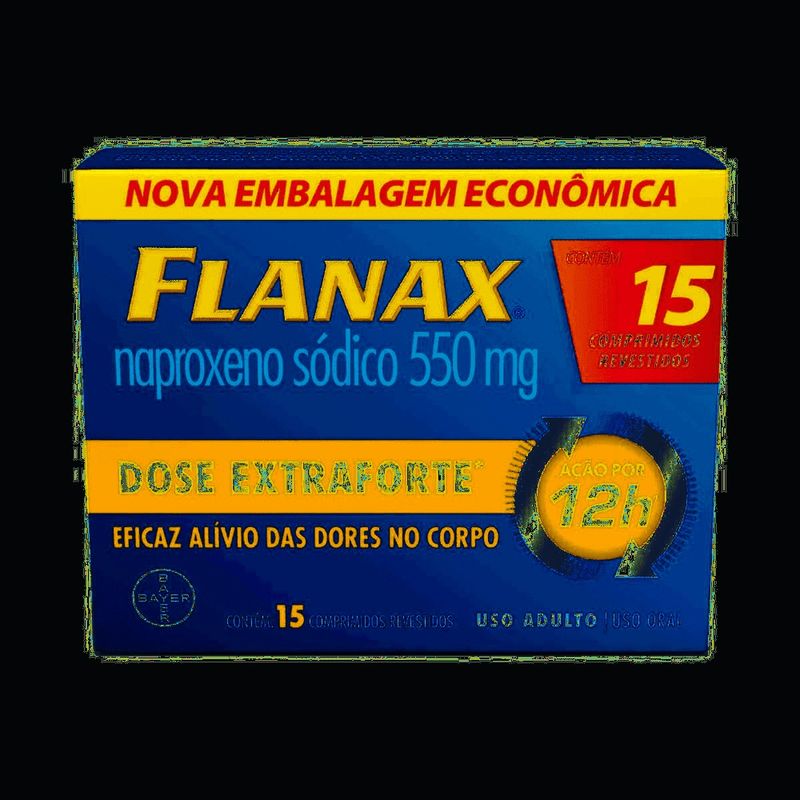 NOVA EMBALAGEM ECONÔMICA
FLANAX®
naproxeno sódico 550 mg
CONTÉM
15
COMPRIMIDOS
REVESTIDOS
DOSE EXTRAFORTE*
EFICAZ ALÍVIO DAS DORES NO CORPO
AÇÃO POR
12h
BAYER
BAYER
CONTÉM 15 COMPRIMIDOS REVESTIDOS
USO ADULTO | USO ORAL